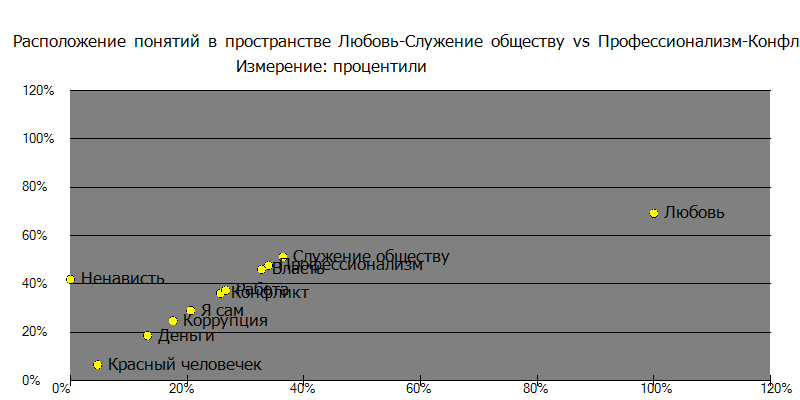 Расположение понятий в пространстве Любовь-Служение обществу vs Профессионализм-Конфл
Измерение: процентили
120%
100%
80%
Любовь
60%
Служение обществу
Профессионализм
Власть
40%
Ненависть
Работа
Конфликт
Я сам
Коррупция
20%
Деньги
Красный человечек
0%
0% 20% 40% 60% 80% 100% 120%